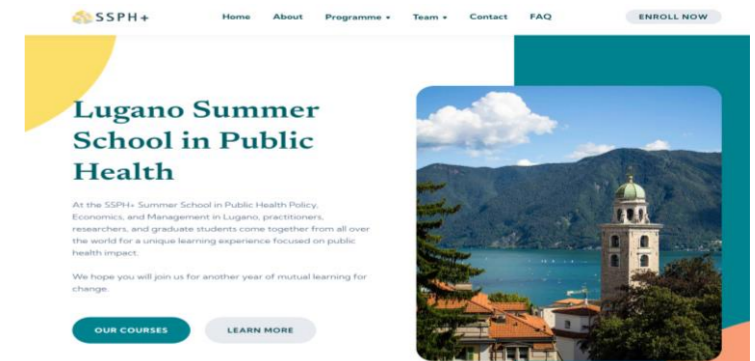 SSPH+
Home About Programme Team Contact FAQ ENROLL NOW
Lugano Summer
School in Public
Health
At the SSPH+ Summer School in Public Health Policy,
Economics, and Management in Lugano, practitioners,
researchers, and graduate students come together from all over
the world for a unique learning experience focused on public
health impact.
We hope you will join us for another year of mutual learning for
change.
OUR COURSES LEARN MORE